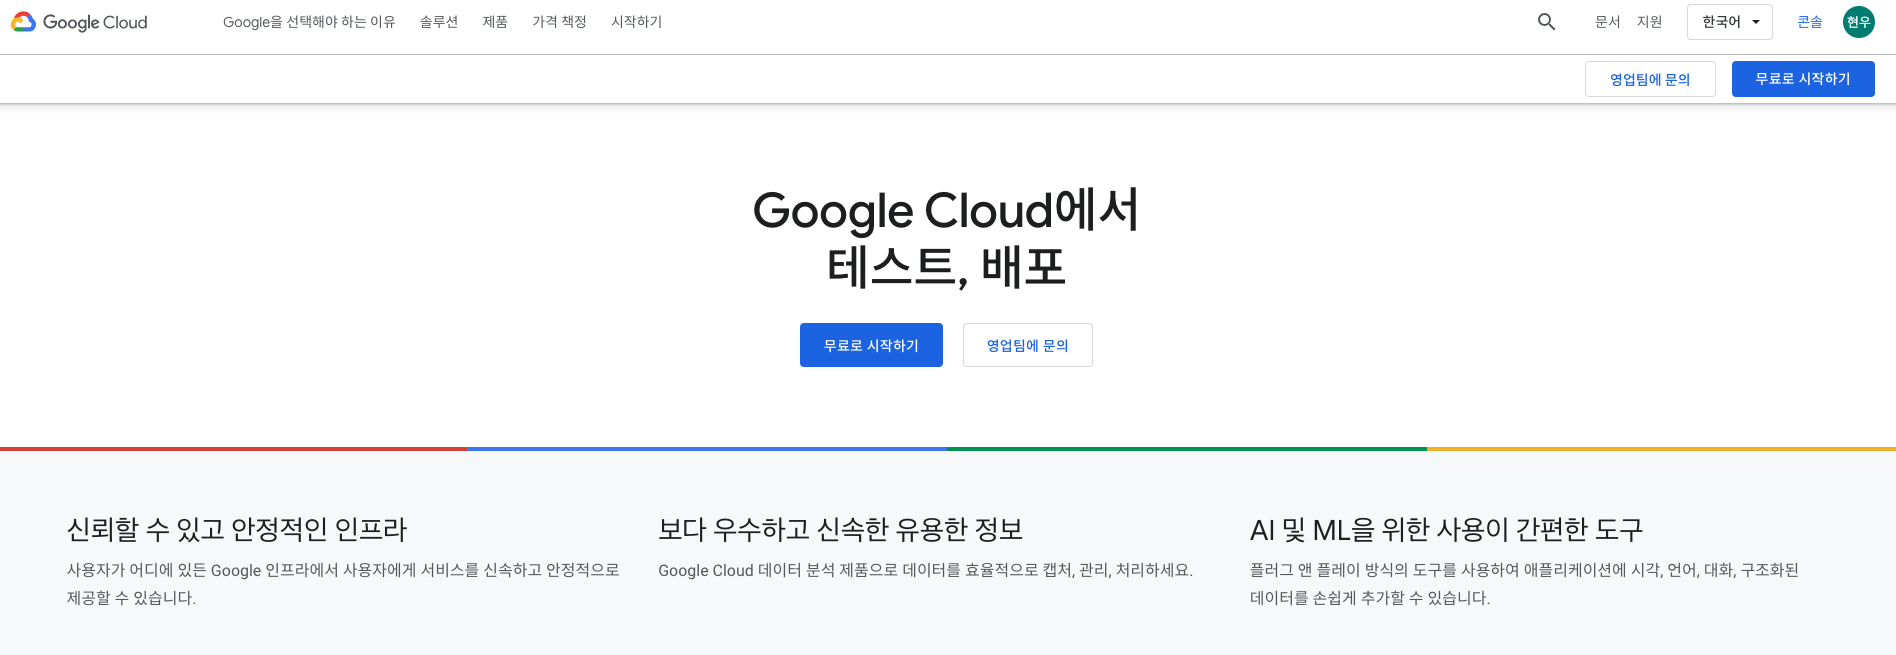 Google Cloud
Google을 선택해야 하는 이유
솔루션
제품
가격 책정
시작하기
문서
지원
한국어
콘솔
현우
영업팀에 문의
무료로 시작하기
Google Cloud에서
테스트, 배포
무료로 시작하기
영업팀에 문의
신뢰할 수 있고 안정적인 인프라
사용자가 어디에 있든 Google 인프라에서 사용자에게 서비스를 신속하고 안정적으로
제공할 수 있습니다.
보다 우수하고 신속한 유용한 정보
Google Cloud 데이터 분석 제품으로 데이터를 효율적으로 캡처, 관리, 처리하세요.
AI 및 ML을 위한 사용이 간편한 도구
플러그 앤 플레이 방식의 도구를 사용하여 애플리케이션에 시각, 언어, 대화, 구조화된
데이터를 손쉽게 추가할 수 있습니다.